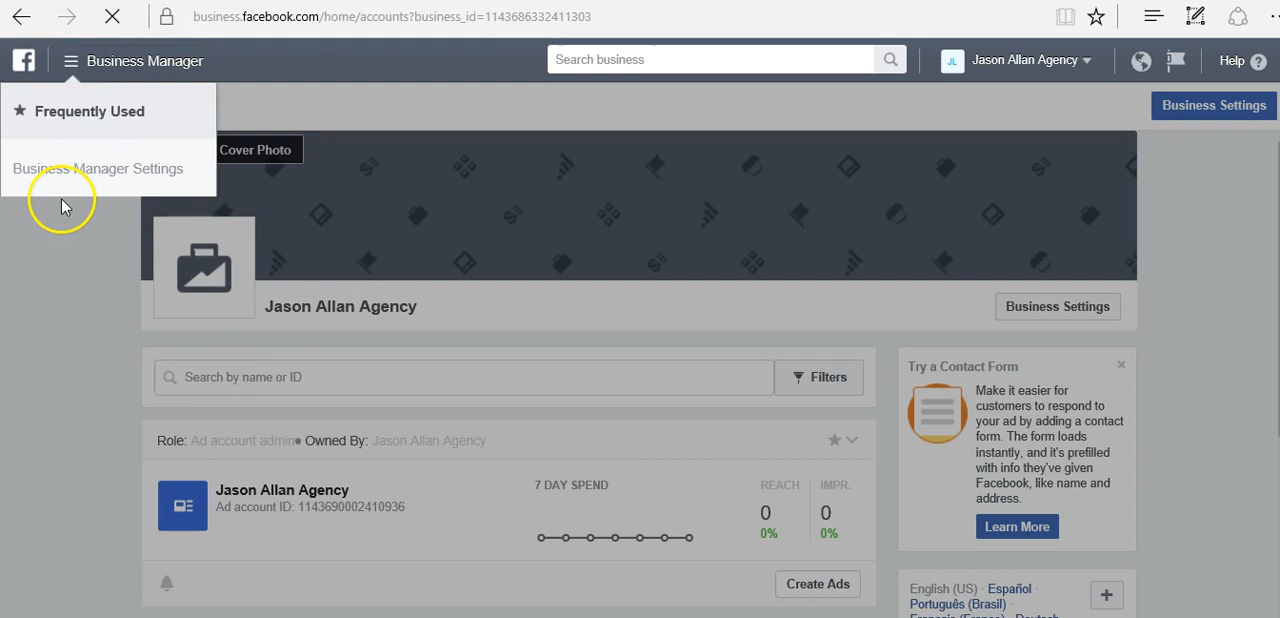 business.facebook.com/home/accounts?business_id=1143686332411303
Business Manager
Search business
JL
Jason Allan Agency
Help ?
Frequently Used
Business Manager Settings
Business Settings
Cover Photo
Jason Allan Agency
Business Settings
Search by name or ID
Filters
Role: Ad account admin● Owned By: Jason Allan Agency
Jason Allan Agency
Ad account ID: 1143690002410936
7 DAY SPEND
REACH
IMPR.
0
0
0%
0%
Create Ads
Try a Contact Form
Make it easier for
customers to respond to
your ad by adding a contact
form. The form loads
instantly, and it's prefilled
with info they've given
Facebook, like name and
address.
Learn More
English (US) · Español ·
Português (Brasil) ·
Français (France) · Deutsch